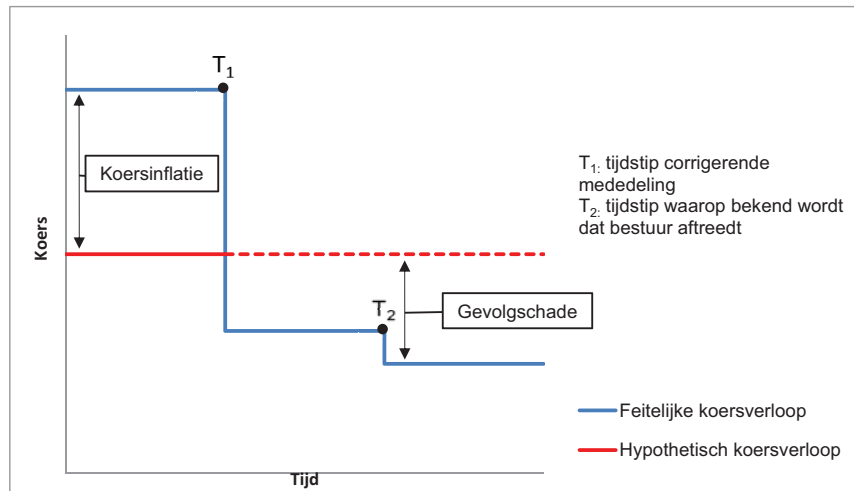 T1
Koersinflatie
T1: tijdstip corrigerende
mededeling
T2: tijdstip waarop bekend wordt
dat bestuur aftreedt
Koers
T2
Gevolgschade
Feitelijke koersverloop
Hypothetisch koersverloop
Tijd